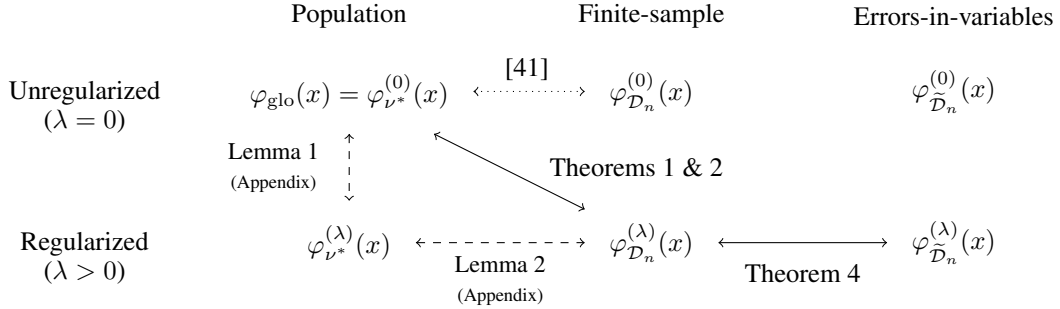 Population Finite-sample Errors-in-variables
[41]
Unregularized φ_glo(x) = φ_{ν*}^{(0)}(x) φ_{𝒟_n}^{(0)}(x) φ_{𝒟̃_n}^{(0)}(x)
(λ = 0)
Lemma 1
(Appendix)
Theorems 1 & 2
Regularized φ_{ν*}^{(λ)}(x) φ_{𝒟_n}^{(λ)}(x) φ_{𝒟̃_n}^{(λ)}(x)
(λ > 0)
Lemma 2 Theorem 4
(Appendix)